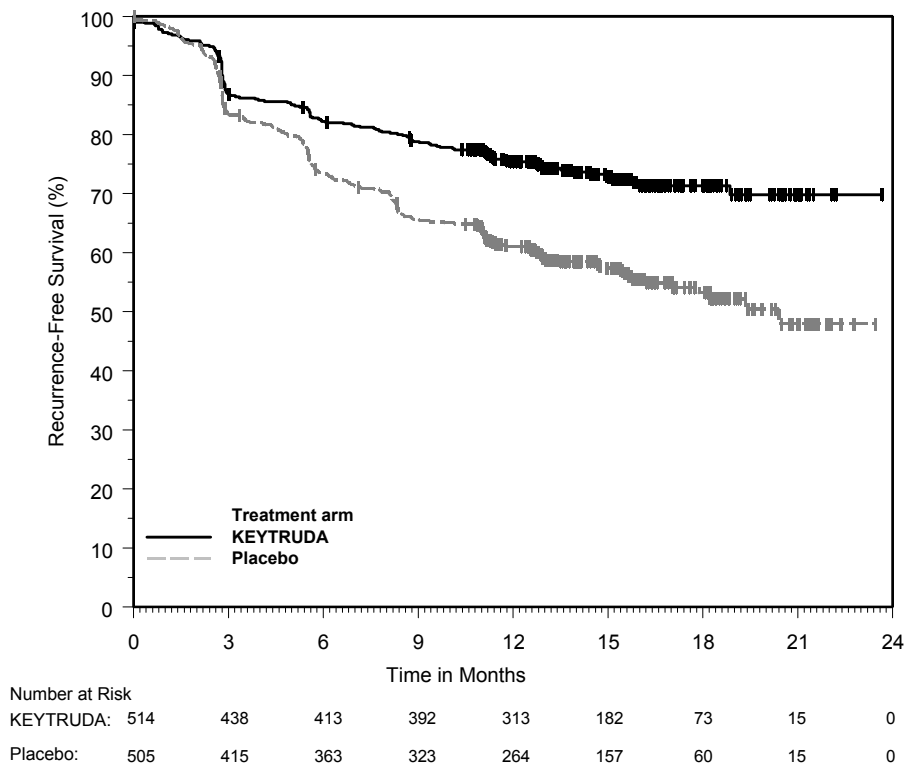 100
90
80
70
60
50
40
30
20
10
0
Recurrence-Free Survival (%)
Treatment arm
KEYTRUDA
Placebo
0 3 6 9 12 15 18 21 24
Time in Months
Number at Risk
KEYTRUDA: 514 438 413 392 313 182 73 15 0
Placebo: 505 415 363 323 264 157 60 15 0